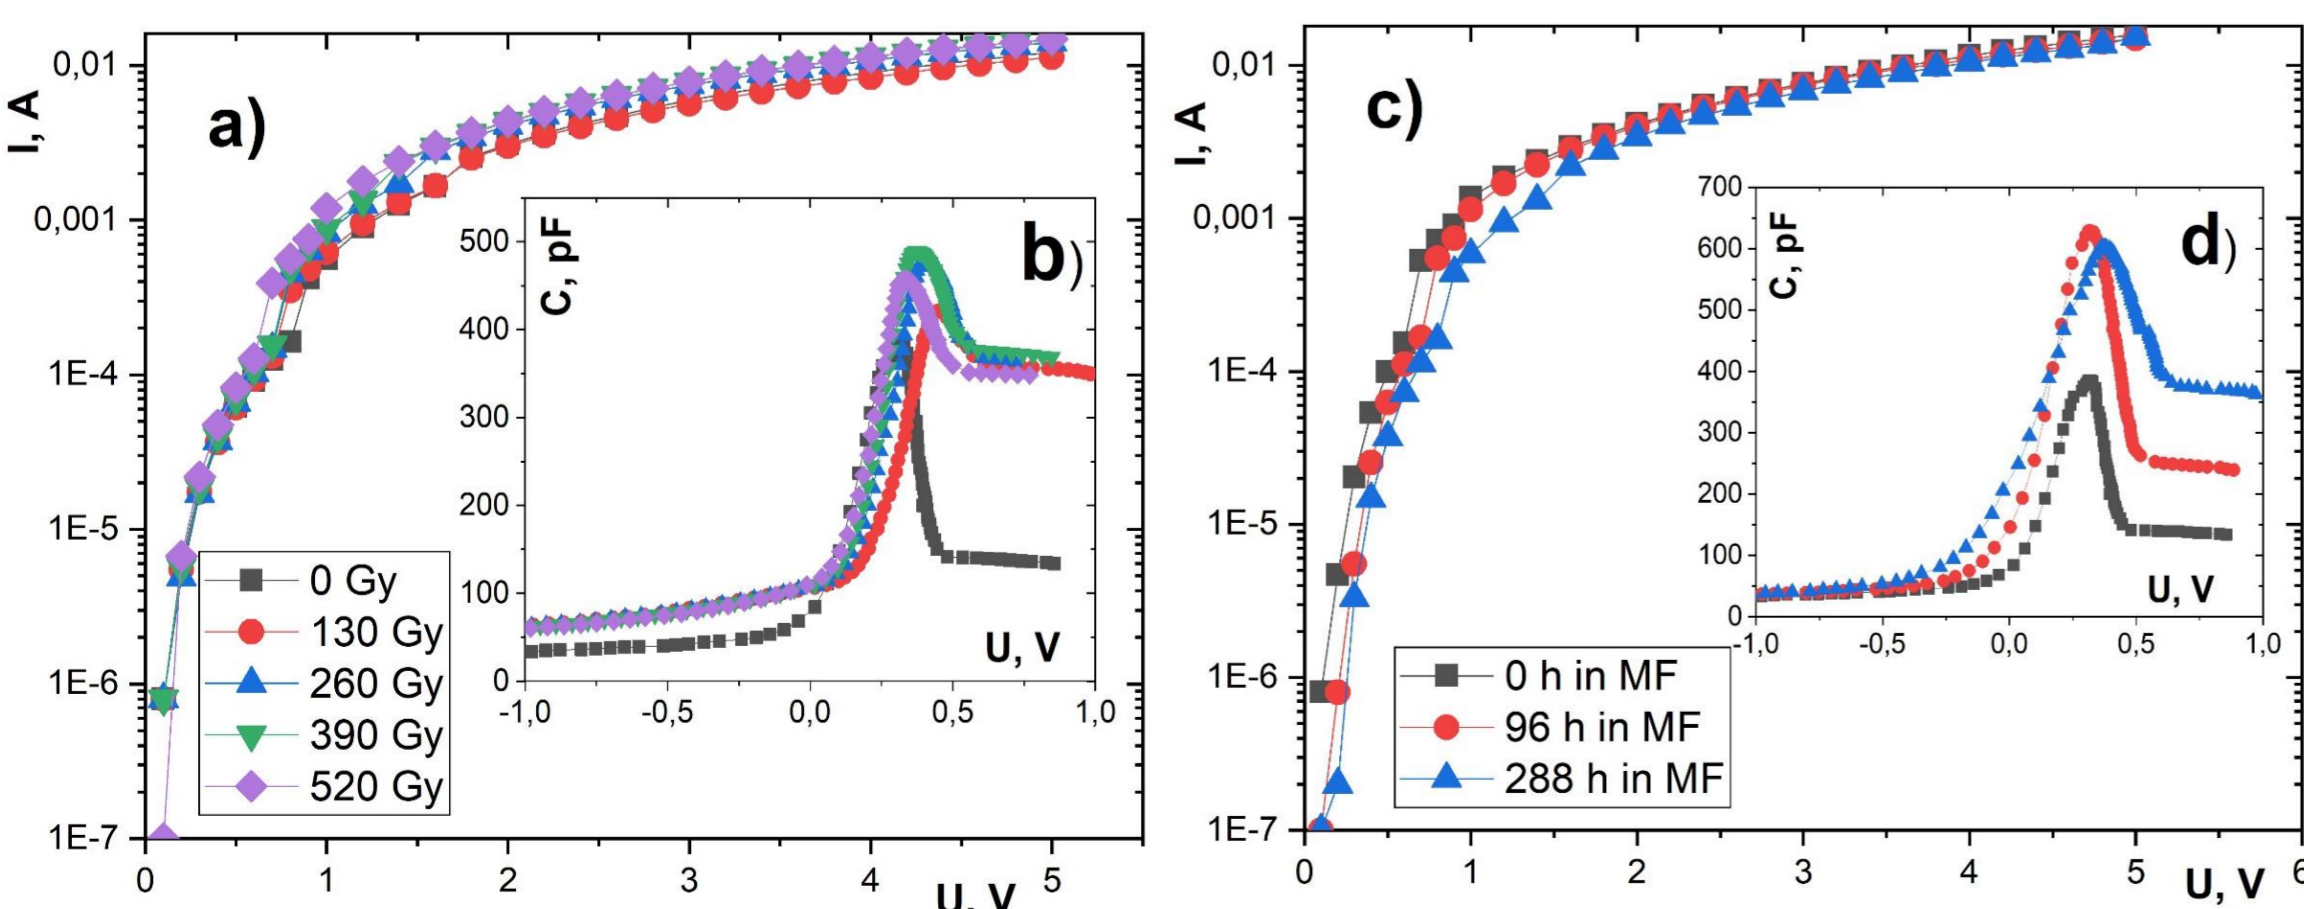 I, A
0,01
0,001
1E-4
1E-5
1E-6
1E-7
a)
0 Gy
130 Gy
260 Gy
390 Gy
520 Gy
0
1
2
3
4
5
U, V
C, pF
500
400
300
200
100
0
b)
U, V
-1,0
-0,5
0,0
0,5
1,0
I, A
0,01
0,001
1E-4
1E-5
1E-6
1E-7
c)
0 h in MF
96 h in MF
288 h in MF
0
1
2
3
4
5
6
U, V
C, pF
700
600
500
400
300
200
100
0
d)
U, V
-1,0
-0,5
0,0
0,5
1,0